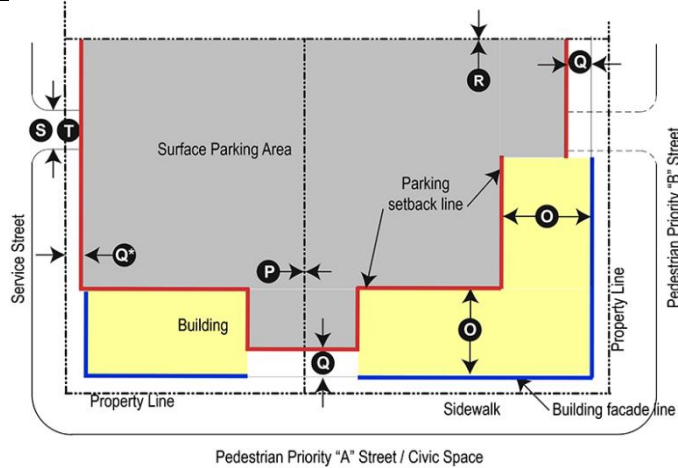 R
Q
S T
Surface Parking Area
Parking
setback line
Service Street
Pedestrian Priority "B" Street
O
Q*
P
Property Line
Building
O
Q
Property Line
Sidewalk
Building facade line
Pedestrian Priority "A" Street / Civic Space